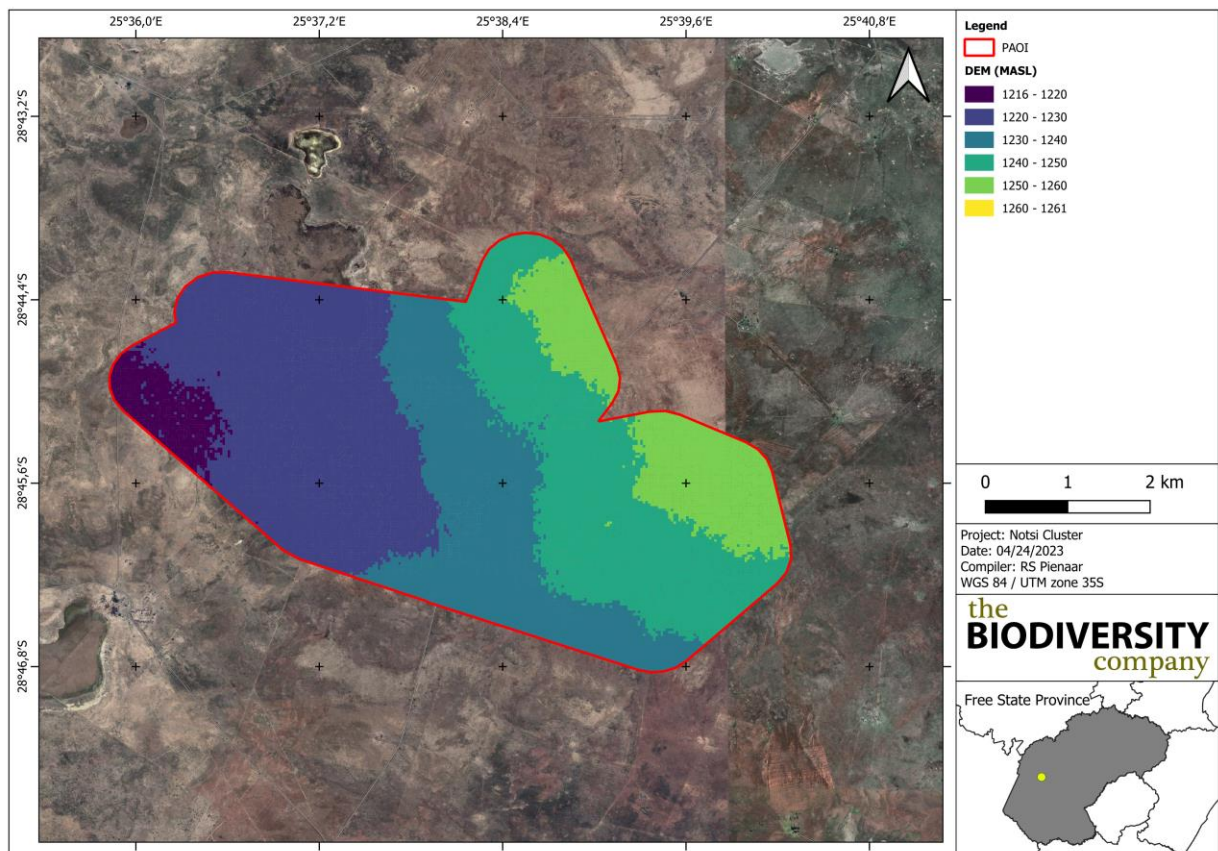 25°36,0'E
25°37,2'E
25°38,4'E
25°39,6'E
25°40,8'E
28°43,2'S
28°44,4'S
28°45,6'S
28°46,8'S
Legend
PAOI
DEM (MASL)
1216 - 1220
1220 - 1230
1230 - 1240
1240 - 1250
1250 - 1260
1260 - 1261
0 1 2 km
Project: Notsi Cluster
Date: 04/24/2023
Compiler: RS Pienaar
WGS 84 / UTM zone 35S
the
BIODIVERSITY
company
Free State Province